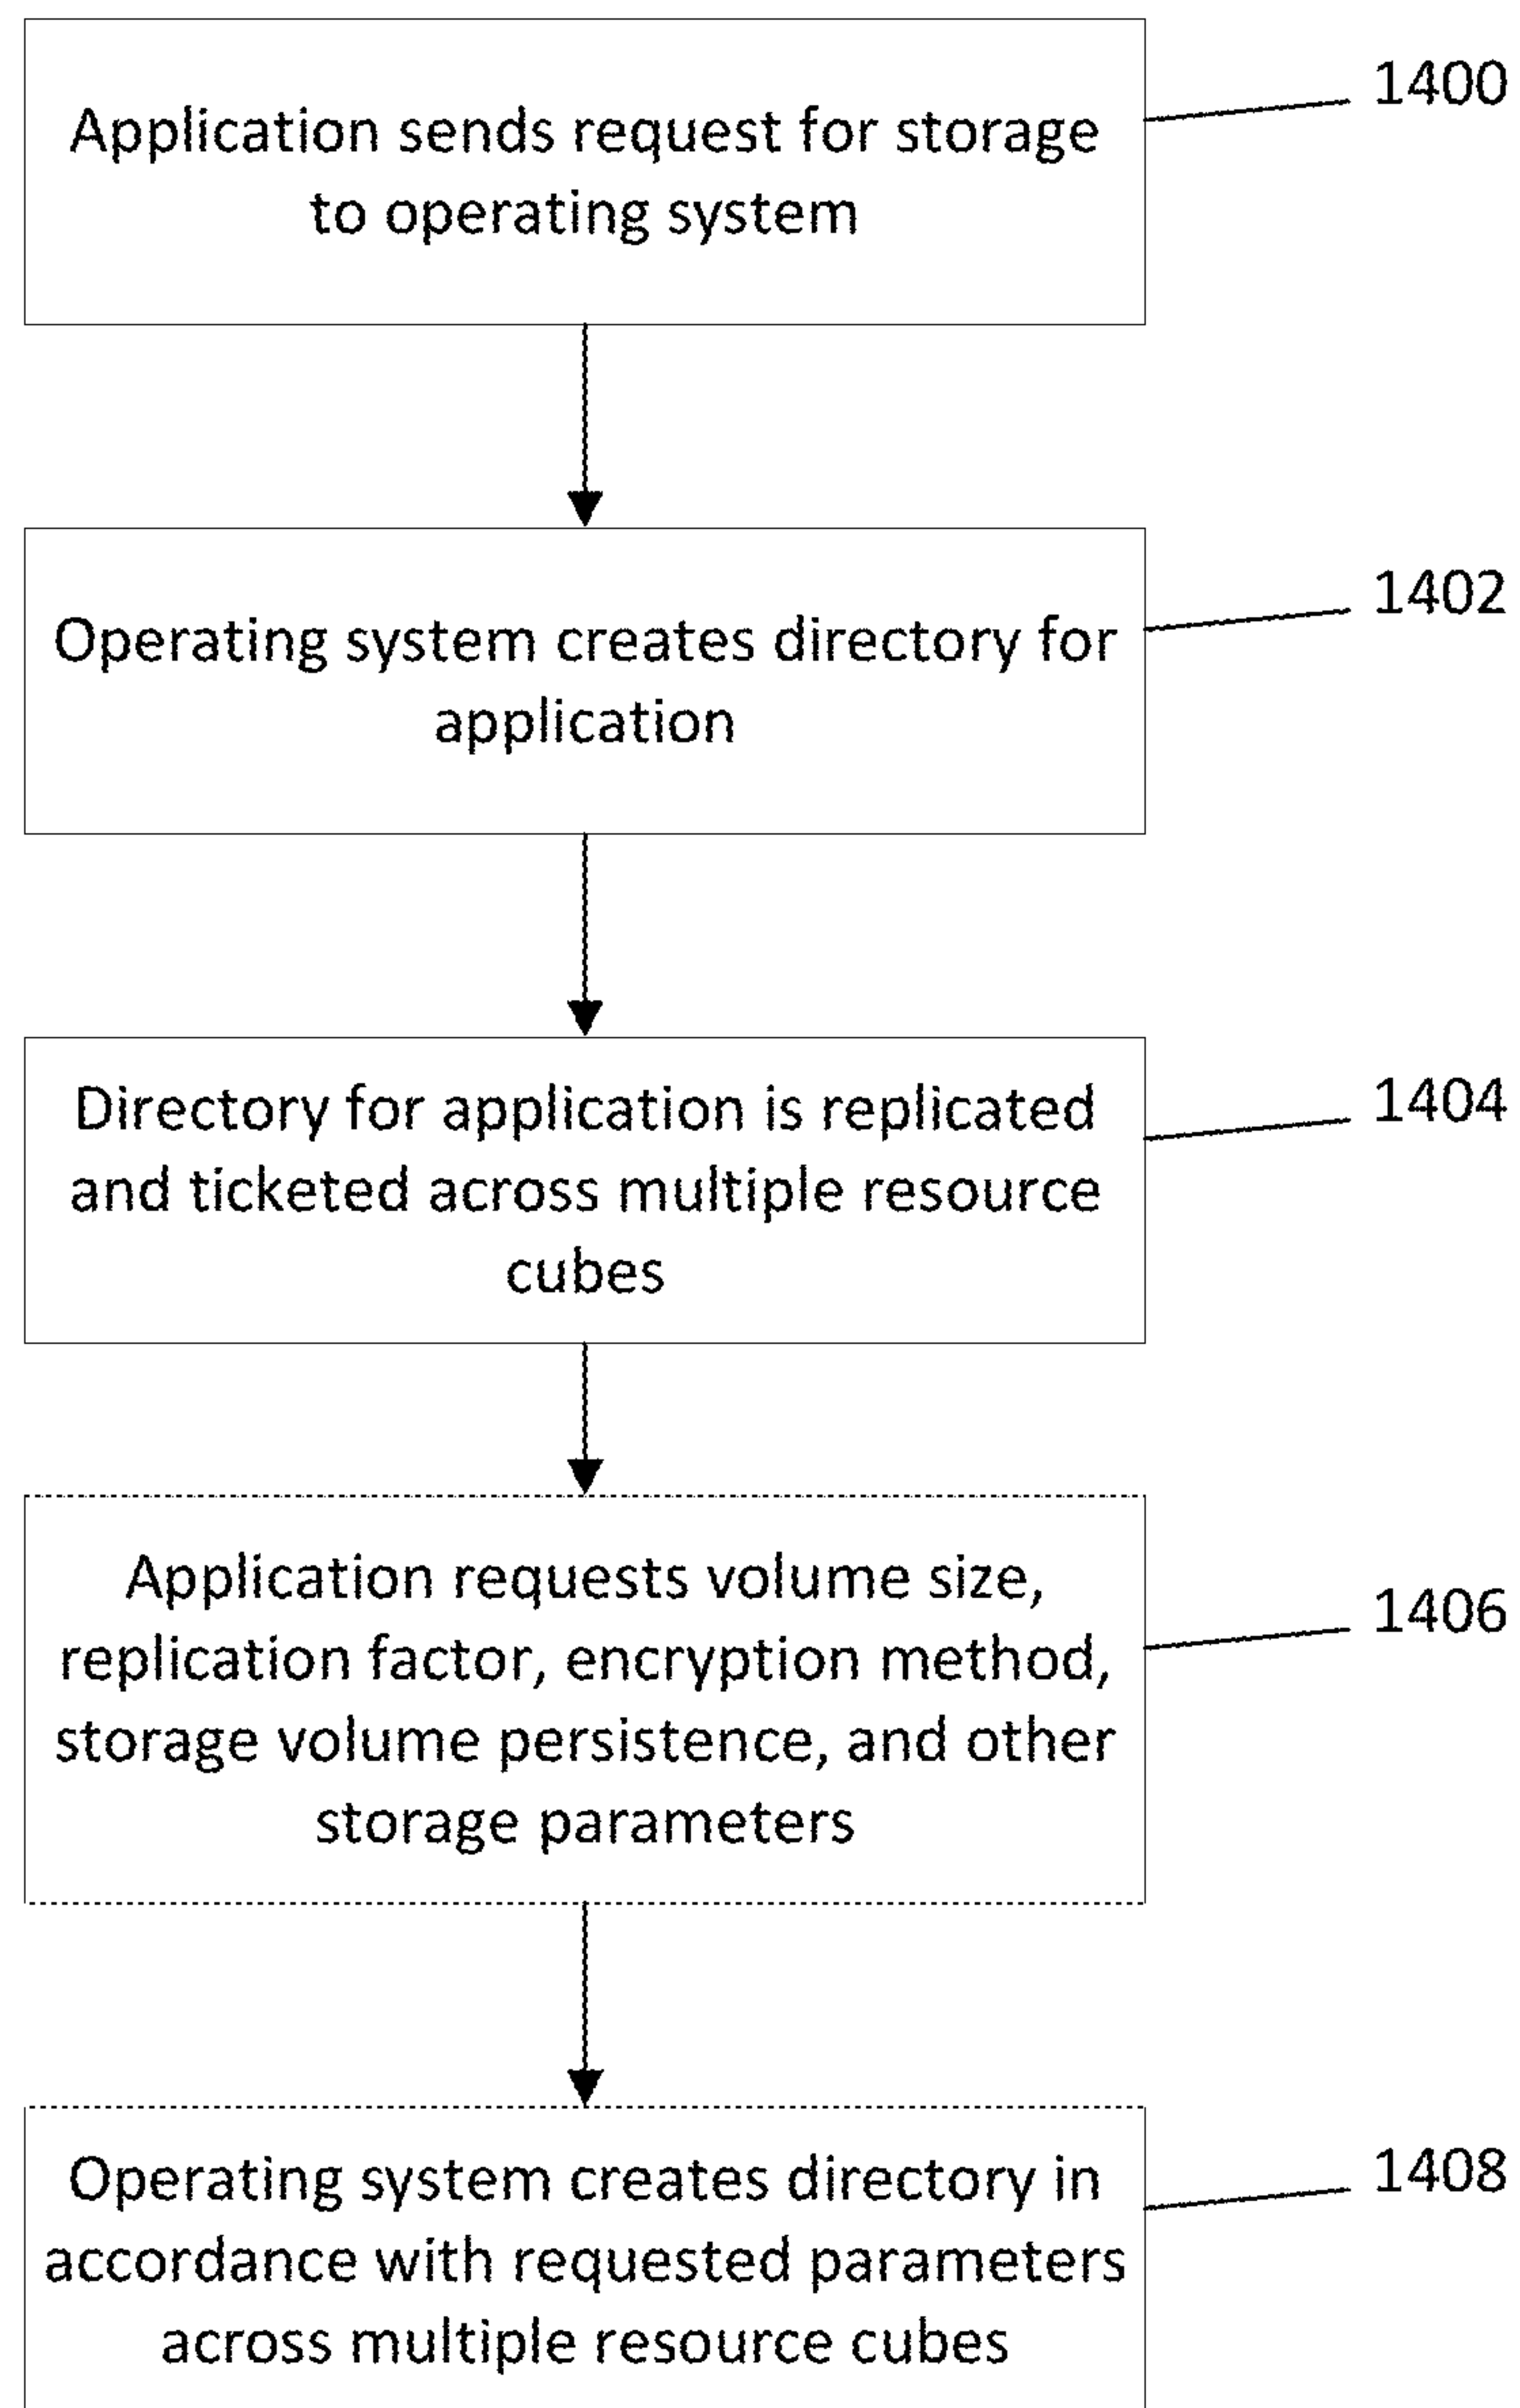 Application sends request for storage
to operating system
1400
Operating system creates directory for
application
1402
Directory for application is replicated
and ticketed across multiple resource
cubes
1404
Application requests volume size,
replication factor, encryption method,
storage volume persistence, and other
storage parameters
1406
Operating system creates directory in
accordance with requested parameters
across multiple resource cubes
1408